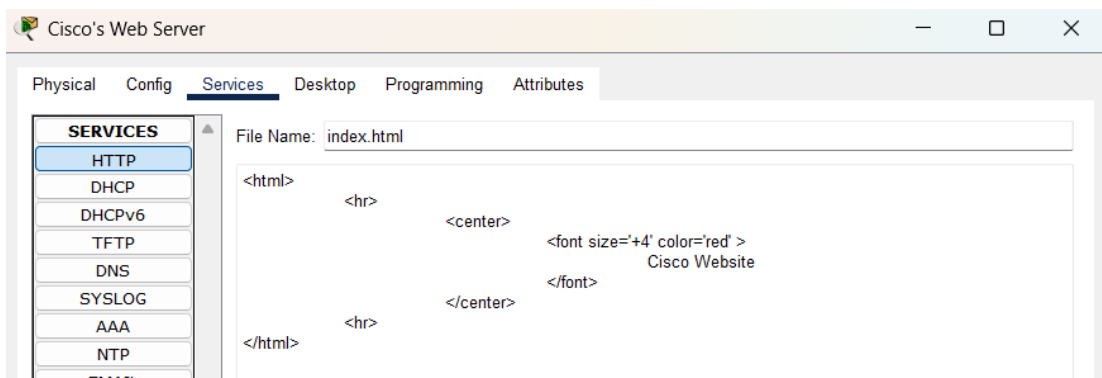 Cisco's Web Server
Physical Config Services Desktop Programming Attributes
SERVICES
HTTP
DHCP
DHCPv6
TFTP
DNS
SYSLOG
AAA
NTP
File Name: index.html
<html>
<hr>
<center>
<font size='+4' color='red' >
Cisco Website
</font>
</center>
<hr>
</html>